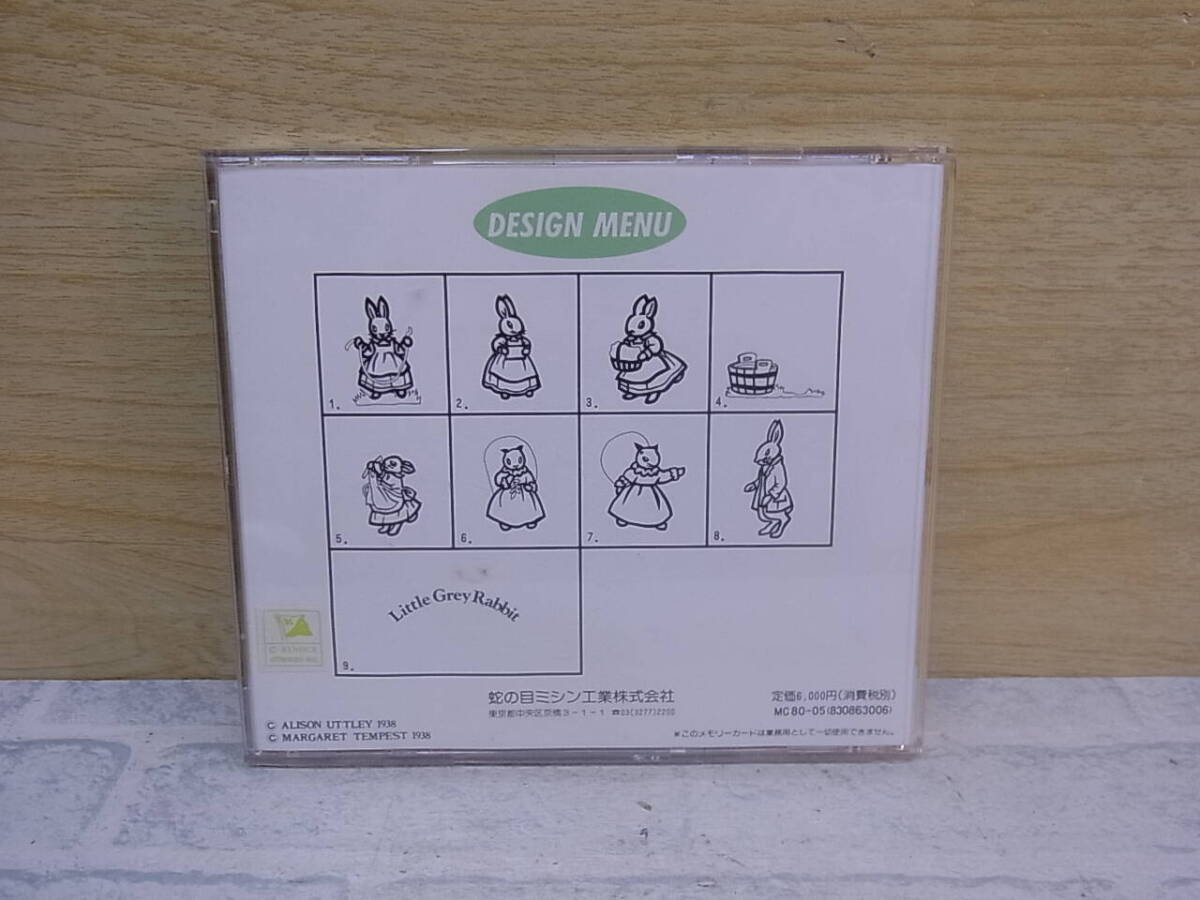 DESIGN MENU
1.
2.
3.
4.
5.
6.
7.
8.
Little Grey Rabbit
9.
蛇の目ミシン工業株式会社
東京都中央区京橋3-1-1 ☎03(3277)2200
定価6,000円(消費税別)
MC80-05(830863006)
© ALISON UTTLEY 1938
© MARGARET TEMPEST 1938
※このメモリーカードは業務用として一切使用できません。